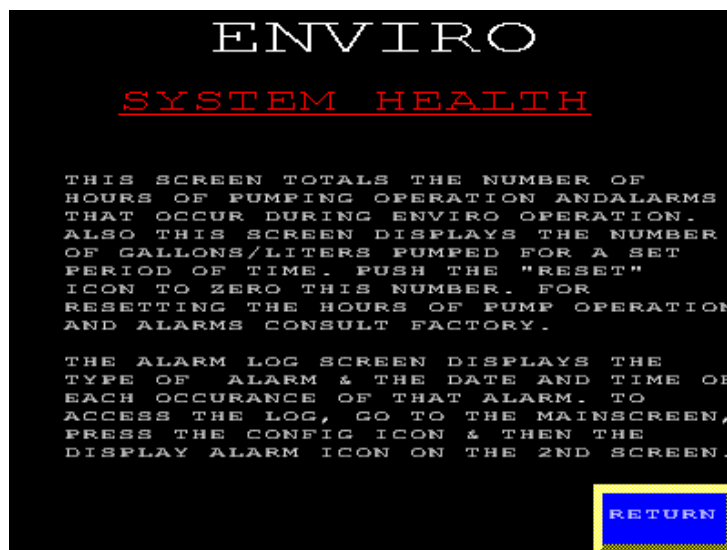 ENVIRO
SYSTEM HEALTH
THIS SCREEN TOTALS THE NUMBER OF
HOURS OF PUMPING OPERATION ANDALARMS
THAT OCCUR DURING ENVIRO OPERATION.
ALSO THIS SCREEN DISPLAYS THE NUMBER
OF GALLONS/LITERS PUMPED FOR A SET
PERIOD OF TIME. PUSH THE "RESET"
ICON TO ZERO THIS NUMBER. FOR
RESETTING THE HOURS OF PUMP OPERATION
AND ALARMS CONSULT FACTORY.
THE ALARM LOG SCREEN DISPLAYS THE
TYPE OF ALARM & THE DATE AND TIME OF
EACH OCCURANCE OF THAT ALARM. TO
ACCESS THE LOG, GO TO THE MAINSCREEN,
PRESS THE CONFIG ICON & THEN THE
DISPLAY ALARM ICON ON THE 2ND SCREEN.
RETURN